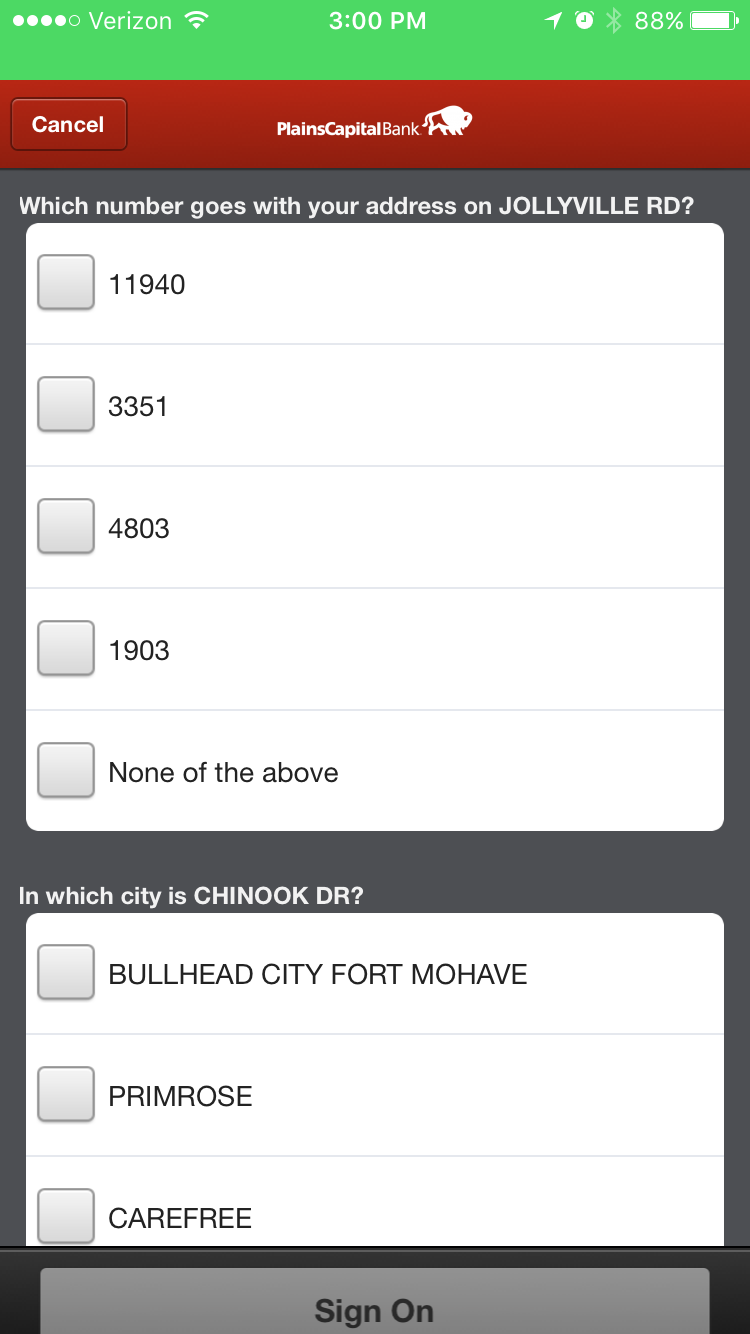 Verizon 3:00 PM 88%
Cancel PlainsCapitalBank
Which number goes with your address on JOLLYVILLE RD?
11940
3351
4803
1903
None of the above
In which city is CHINOOK DR?
BULLHEAD CITY FORT MOHAVE
PRIMROSE
CAREFREE
Sign On